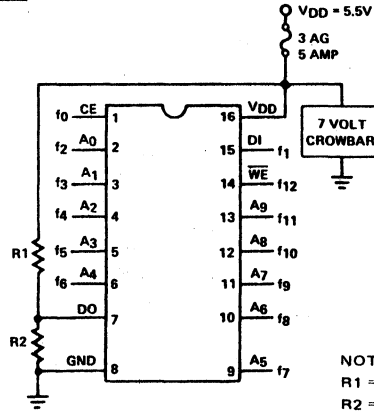 VDD = 5.5V
3 AG
5 AMP
7 VOLT
CROWBAR
f0 CE 1
f2 A0 2
f3 A1 3
f4 A2 4
f5 A3 5
f6 A4 6
DO 7
GND 8
16 VDD
15 DI f1
14 WE f12
13 A9 f11
12 A8 f10
11 A7 f9
10 A6 f8
9 A5 f7
R1
R2
NOT
R1 =
R2 =